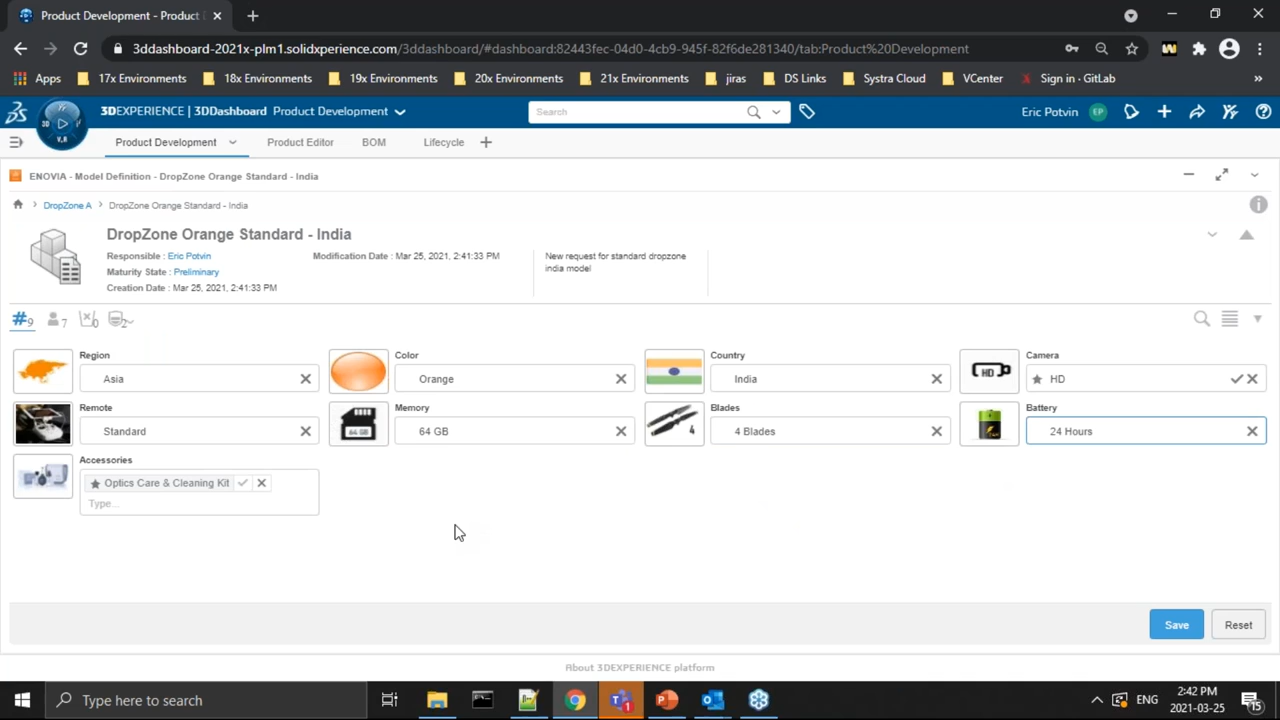 Product Development - Product
3ddashboard-2021x-plm1.solidxperience.com/3ddashboard/#dashboard:82443fec-04d0-4cb9-945f-82f6de281340/tab:Product%20Development
Apps 17x Environments 18x Environments 19x Environments 20x Environments 21x Environments jiras DS Links Systra Cloud VCenter Sign in · GitLab »
3DEXPERIENCE | 3DDashboard Product Development Search Eric Potvin EP
3D V.R
Product Development Product Editor BOM Lifecycle
ENOVIA - Model Definition - DropZone Orange Standard - India
DropZone A DropZone Orange Standard - India
DropZone Orange Standard - India
Responsible : Eric Potvin Modification Date : Mar 25, 2021, 2:41:33 PM New request for standard dropzone
Maturity State : Preliminary india model
Creation Date : Mar 25, 2021, 2:41:33 PM
#9 7 0 2
Region Color Country Camera
Asia Orange India HD HD
Remote Memory Blades Battery
Standard 64 GB 64 GB 4 4 Blades 24 Hours
Accessories
Optics Care & Cleaning Kit
Type...
Save Reset
About 3DEXPERIENCE platform
Type here to search 1 ENG 2:42 PM
2021-03-25 15